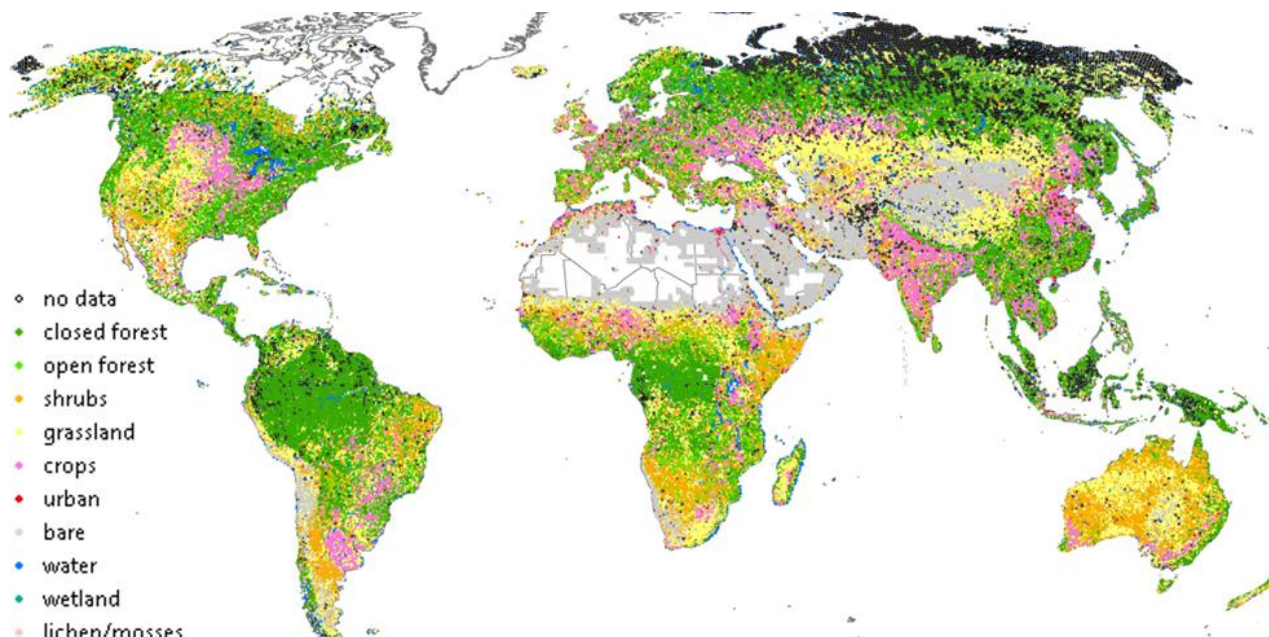 no data
closed forest
open forest
shrubs
grassland
crops
urban
bare
water
wetland
lichen/mosses